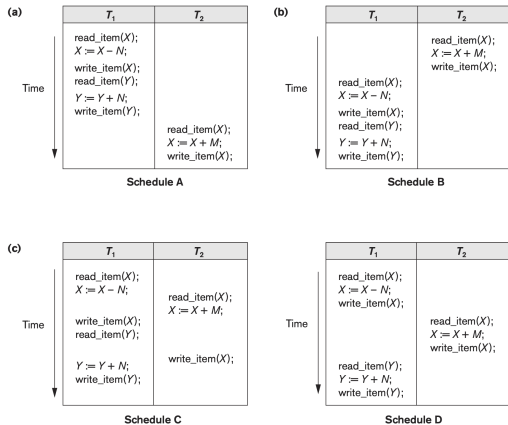 (a)
T1 T2
Time
read_item(X);
X := X – N;
write_item(X);
read_item(Y);
Y := Y + N;
write_item(Y);
read_item(X);
X := X + M;
write_item(X);
Schedule A
(b)
T1 T2
Time
read_item(X);
X := X + M;
write_item(X);
read_item(X);
X := X – N;
write_item(X);
read_item(Y);
Y := Y + N;
write_item(Y);
Schedule B
(c)
T1 T2
Time
read_item(X);
X := X – N;
read_item(X);
X := X + M;
write_item(X);
read_item(Y);
write_item(X);
Y := Y + N;
write_item(Y);
Schedule C
T1 T2
Time
read_item(X);
X := X – N;
write_item(X);
read_item(X);
X := X + M;
write_item(X);
read_item(Y);
Y := Y + N;
write_item(Y);
Schedule D